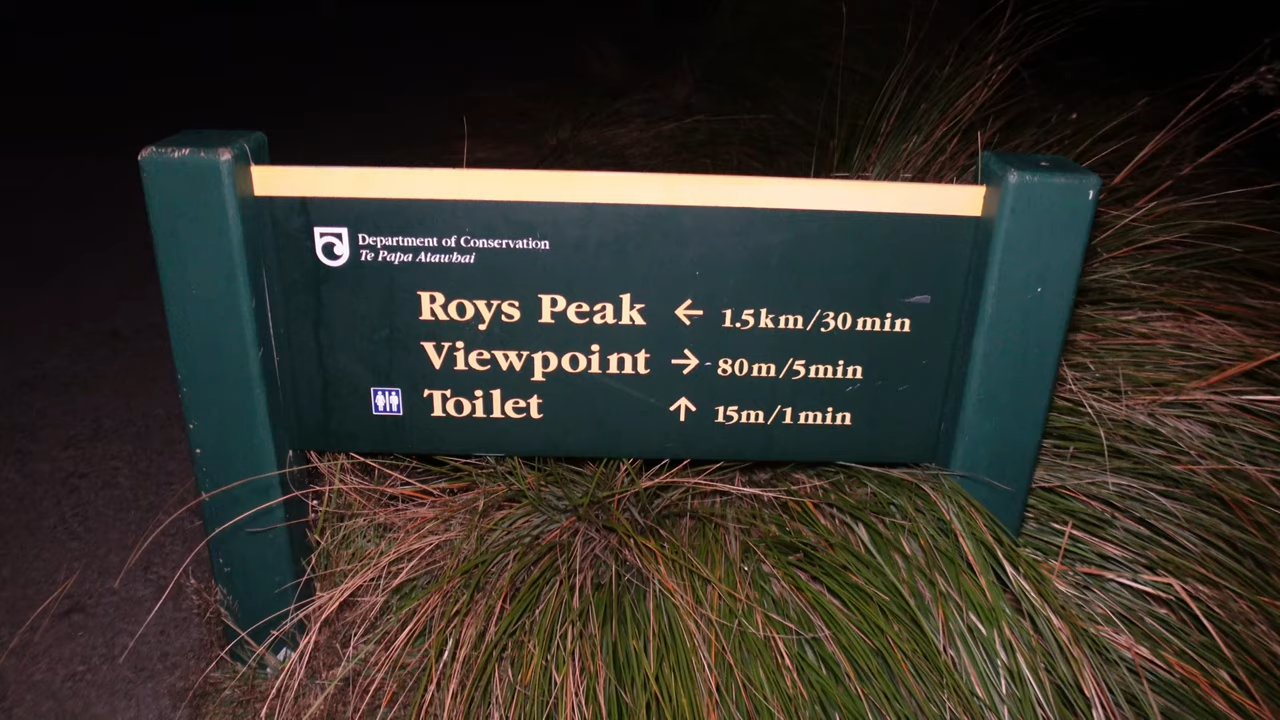 Department of Conservation
Te Papa Atawhai
Roys Peak ← 1.5km/30min
Viewpoint → 80m/5min
Toilet ↑ 15m/1min